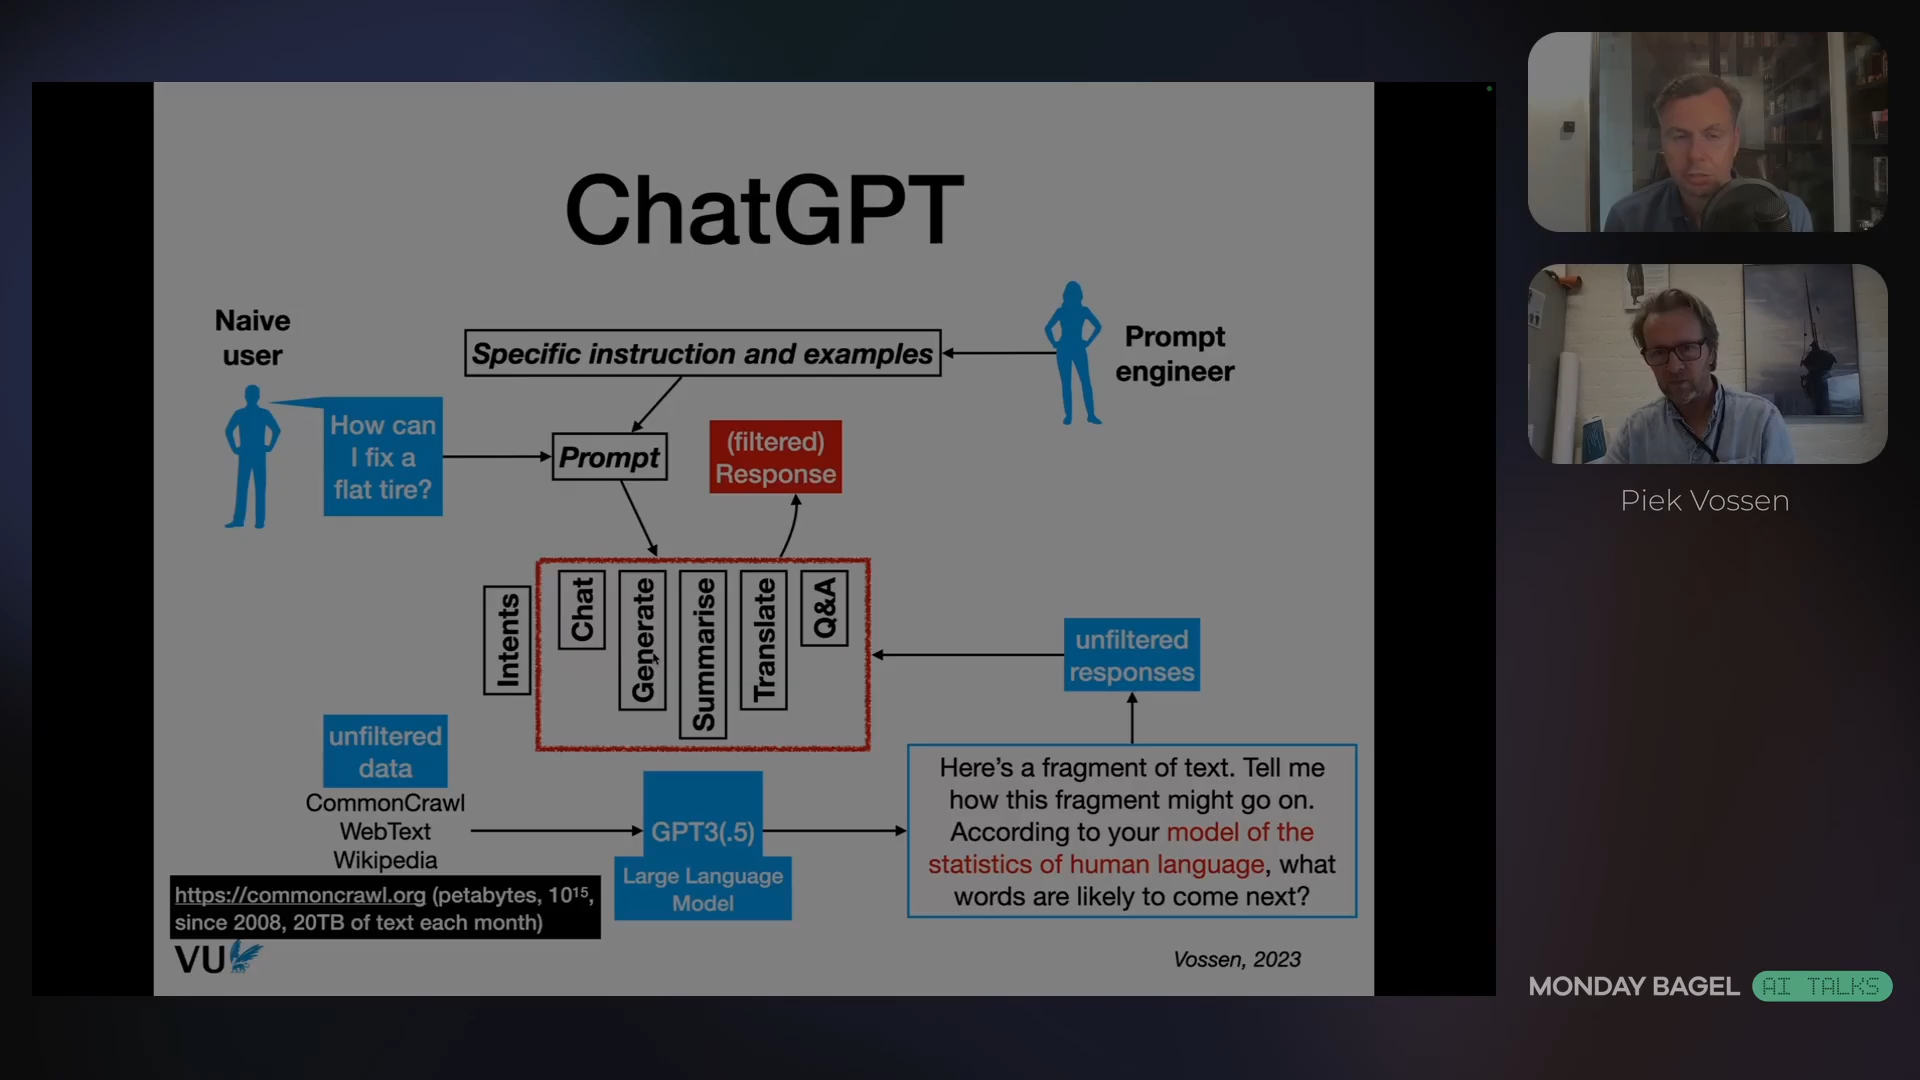 ChatGPT
Naive
user
Specific instruction and examples
Prompt
engineer
How can
I fix a
flat tire?
Prompt
(filtered)
Response
Intents
Chat
Generate
Summarise
Translate
Q&A
unfiltered
responses
unfiltered
data
CommonCrawl
WebText
Wikipedia
https://commoncrawl.org (petabytes, 10¹⁵,
since 2008, 20TB of text each month)
GPT3(.5)
Large Language
Model
Here's a fragment of text. Tell me
how this fragment might go on.
According to your model of the
statistics of human language, what
words are likely to come next?
VU
Vossen, 2023
Piek Vossen
MONDAY BAGEL AI TALKS